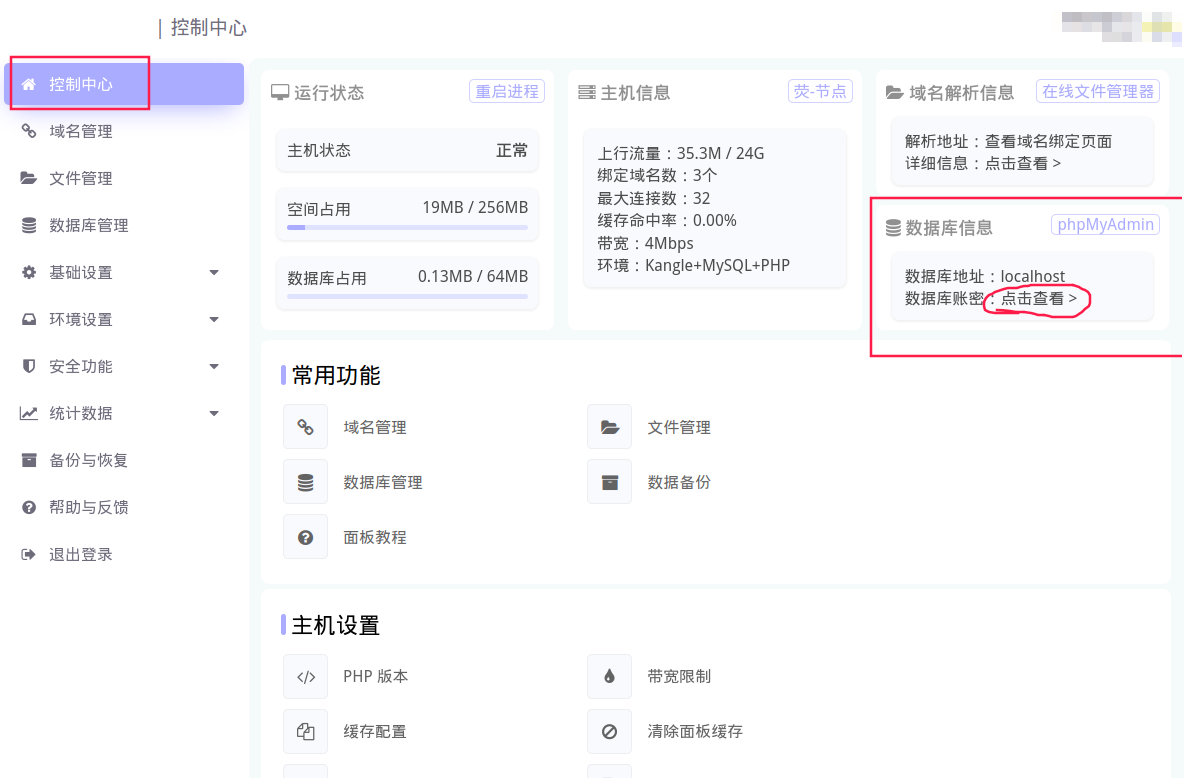 | 控制中心
控制中心
域名管理
文件管理
数据库管理
基础设置
环境设置
安全功能
统计数据
备份与恢复
帮助与反馈
退出登录
运行状态
重启进程
主机状态
正常
空间占用
19MB / 256MB
数据库占用
0.13MB / 64MB
主机信息
荧-节点
上行流量：35.3M / 24G
绑定域名数：3个
最大连接数：32
缓存命中率：0.00%
带宽：4Mbps
环境：Kangle+MySQL+PHP
域名解析信息
在线文件管理器
解析地址：查看域名绑定页面
详细信息：点击查看 >
数据库信息
phpMyAdmin
数据库地址：localhost
数据库账密：点击查看 >
常用功能
域名管理
文件管理
数据库管理
数据备份
面板教程
主机设置
PHP 版本
带宽限制
缓存配置
清除面板缓存